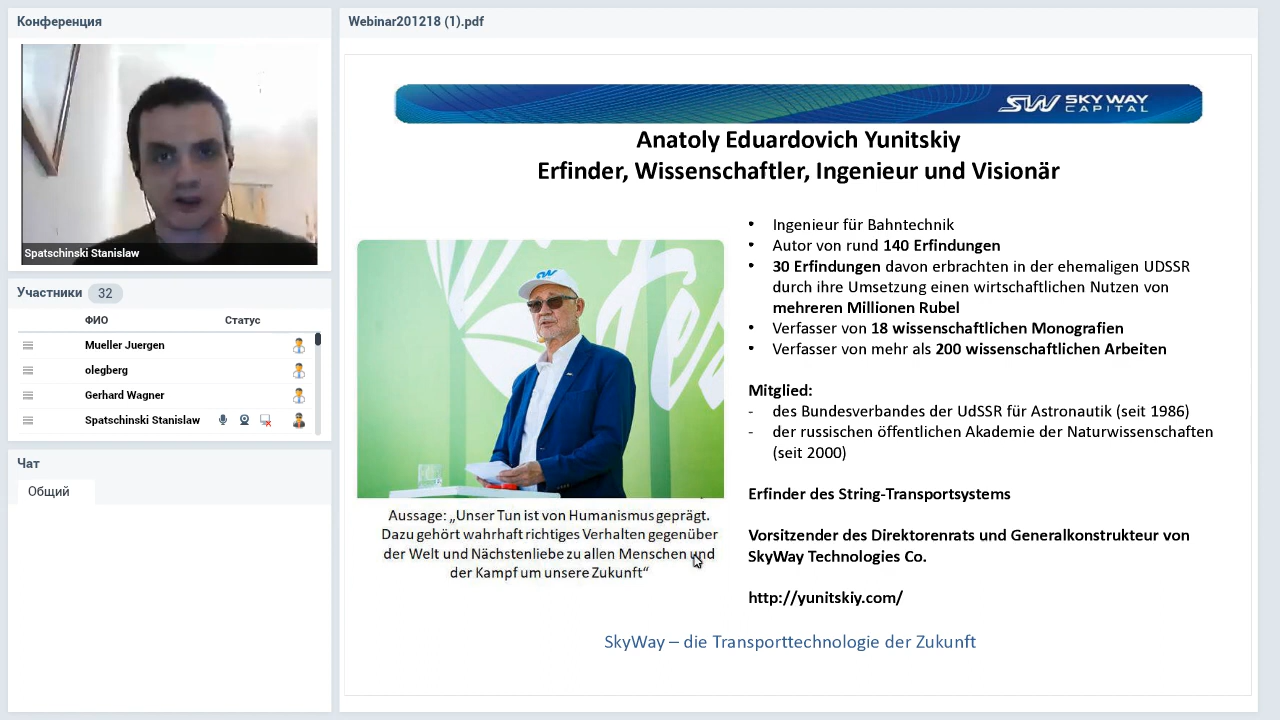 Конференция
Spatschinski Stanislaw
Участники 32
ФИО Статус
Mueller Juergen
olegberg
Gerhard Wagner
Spatschinski Stanislaw
Чат
Общий
Webinar201218 (1).pdf
SW SKY WAY
CAPITAL
Anatoly Eduardovich Yunitskiy
Erfinder, Wissenschaftler, Ingenieur und Visionär
• Ingenieur für Bahntechnik
• Autor von rund 140 Erfindungen
• 30 Erfindungen davon erbrachten in der ehemaligen UDSSR
durch ihre Umsetzung einen wirtschaftlichen Nutzen von
mehreren Millionen Rubel
• Verfasser von 18 wissenschaftlichen Monografien
• Verfasser von mehr als 200 wissenschaftlichen Arbeiten
Mitglied:
- des Bundesverbandes der UdSSR für Astronautik (seit 1986)
- der russischen öffentlichen Akademie der Naturwissenschaften
(seit 2000)
Erfinder des String-Transportsystems
Vorsitzender des Direktorenrats und Generalkonstrukteur von
SkyWay Technologies Co.
http://yunitskiy.com/
Aussage: „Unser Tun ist von Humanismus geprägt.
Dazu gehört wahrhaft richtiges Verhalten gegenüber
der Welt und Nächstenliebe zu allen Menschen und
der Kampf um unsere Zukunft“
SkyWay – die Transporttechnologie der Zukunft